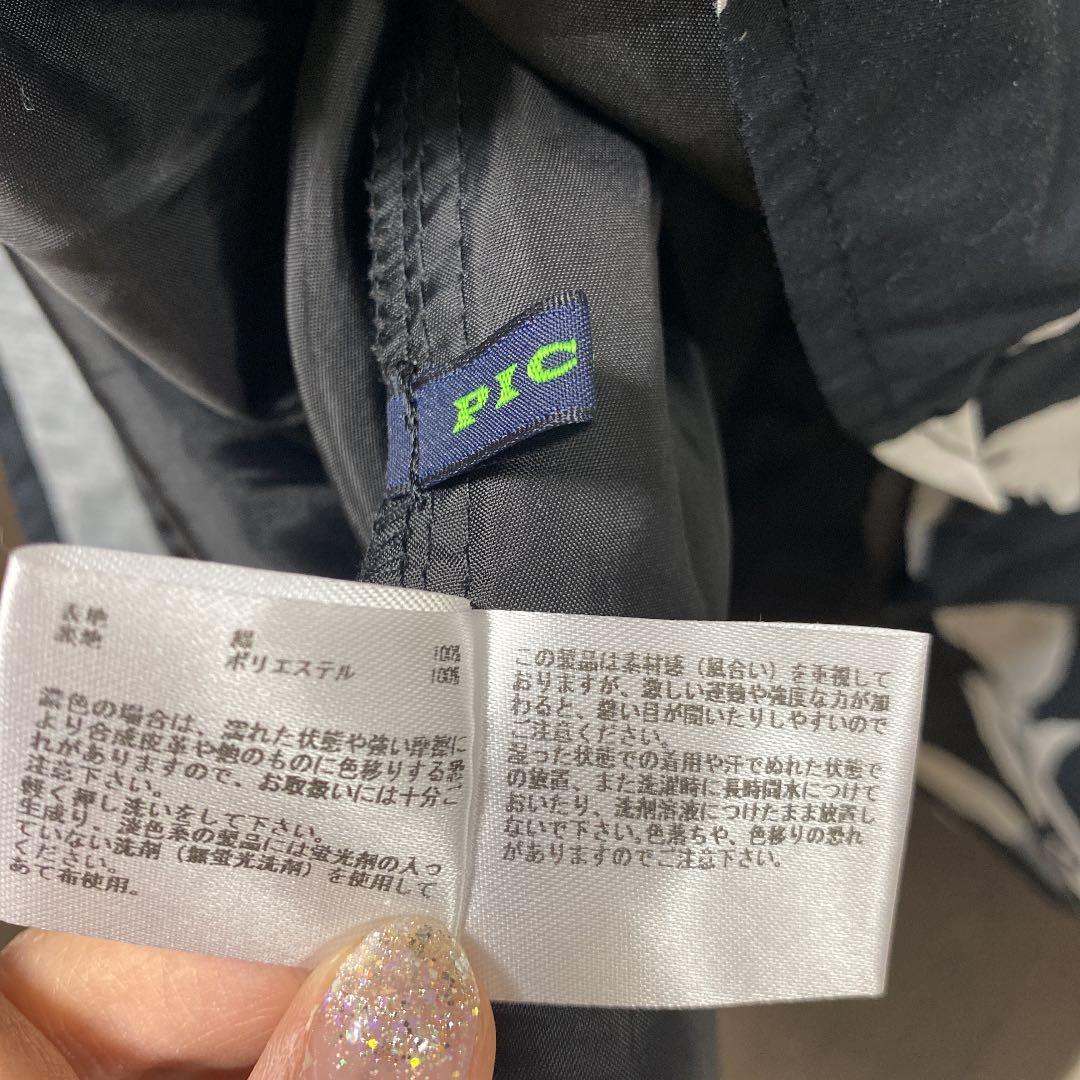 PIC
表地 綿 100%
裏地 ポリエステル 100%
濃色の場合は、濡れた状態や強い摩擦に
より合成皮革や他のものに色移りする恐
れがありますので、お取扱いには十分ご
注意下さい。
軽く押し洗いをして下さい。
生成り、淡色系の製品には蛍光剤の入っ
ていない洗剤（無蛍光洗剤）を使用して
ください。
あて布使用。
この製品は素材感（風合い）を重視して
おりますが、激しい運動や強度な力が加
わると、縫い目が開いたりしやすいので
ご注意ください。
湿った状態での着用や汗でぬれた状態で
の放置、また洗濯時に長時間水につけて
おいたり、洗剤溶液につけたまま放置し
ないで下さい。色落ちや、色移りの恐れ
がありますのでご注意下さい。